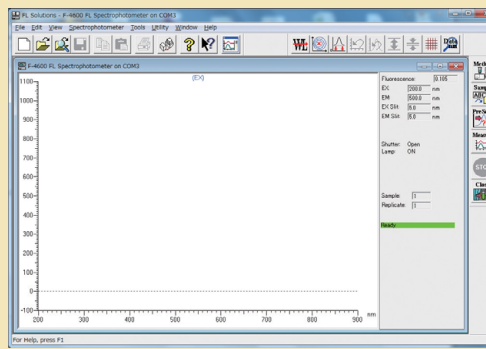 FL Solutions - F-4600 FL Spectrophotometer on COM3
File Edit View Spectrophotometer Tools Utility Window Help
WL
F-4600 FL Spectrophotometer on COM3
(EX)
1100
1000
900
800
700
600
500
400
300
200
100
0
-100
200 300 400 500 600 700 800 900 nm
Fluorescence: 0.105
EX 200.0 nm
EM 500.0 nm
EX Slit: 5.0 nm
EM Slit: 5.0 nm
Shutter: Open
Lamp: ON
Sample: 1
Replicate: 1
Ready
ABC
For Help, press F1